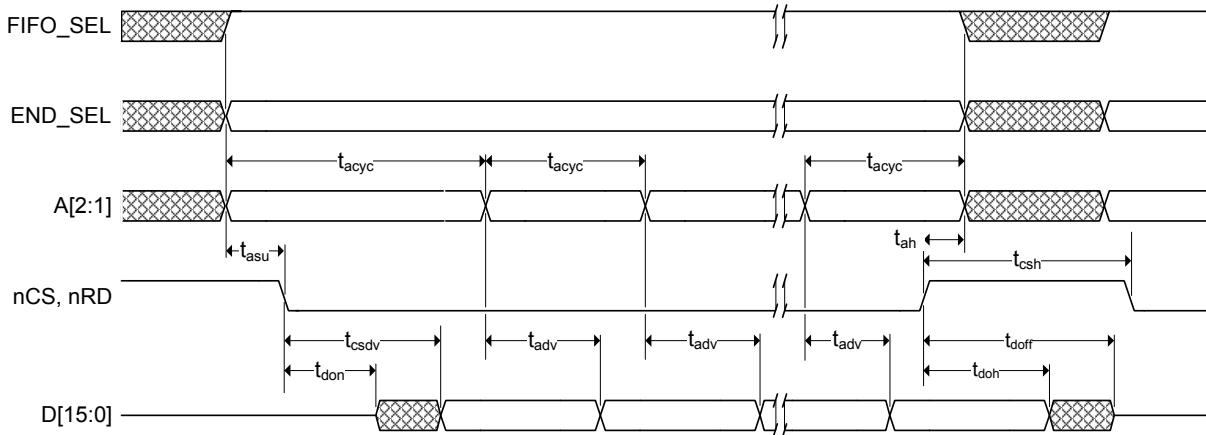 FIFO_SEL
END_SEL
tacyc tacyc tacyc
A[2:1]
tasu tah tcsh
nCS, nRD
tcsdv tadv tadv tadv tdoff
tdon tdoh
D[15:0]